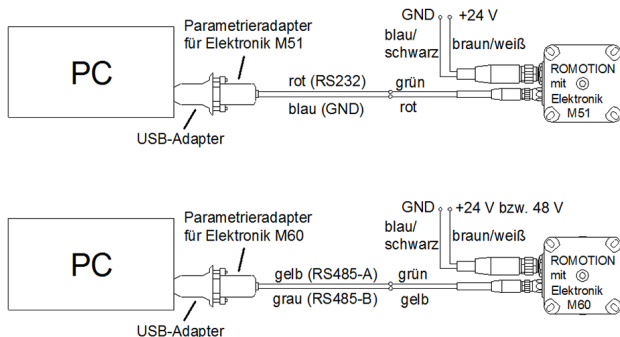 Parametrieradapter
für Elektronik M51
PC
USB-Adapter
rot (RS232)
blau (GND)
grün
rot
GND
+24 V
blau/
schwarz
braun/weiß
ROMOTION
mit
Elektronik
M51
Parametrieradapter
für Elektronik M60
PC
USB-Adapter
gelb (RS485-A)
grau (RS485-B)
grün
gelb
GND
+24 V bzw. 48 V
blau/
schwarz
braun/weiß
ROMOTION
mit
Elektronik
M60